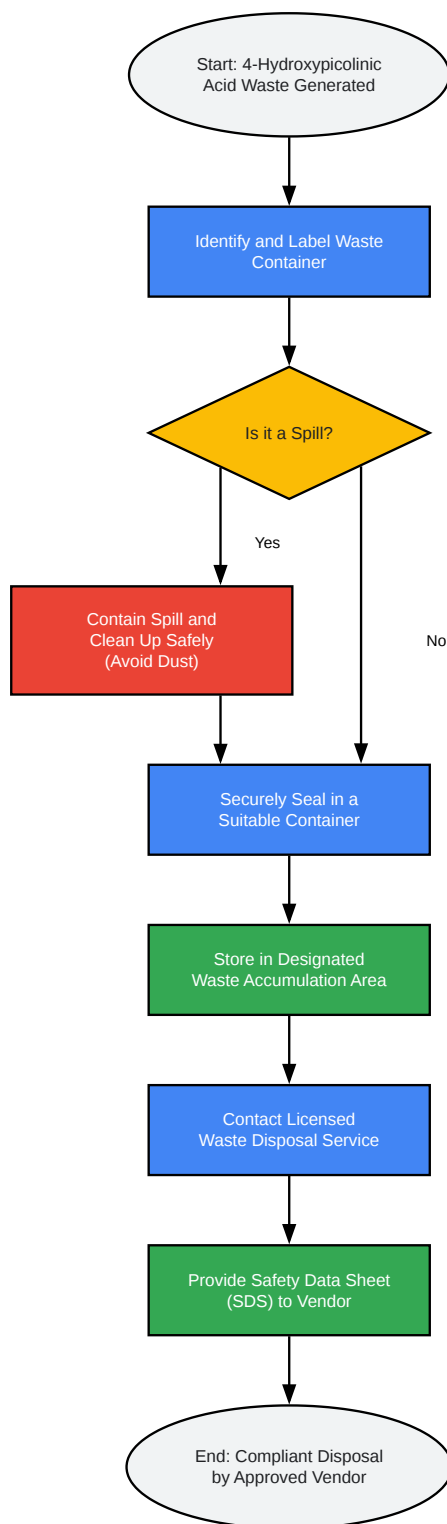 Start: 4-Hydroxypicolinic
Acid Waste Generated
Identify and Label Waste
Container
Is it a Spill?
Yes
Contain Spill and
Clean Up Safely
(Avoid Dust)
No
Securely Seal in a
Suitable Container
Store in Designated
Waste Accumulation Area
Contact Licensed
Waste Disposal Service
Provide Safety Data Sheet
(SDS) to Vendor
End: Compliant Disposal
by Approved Vendor